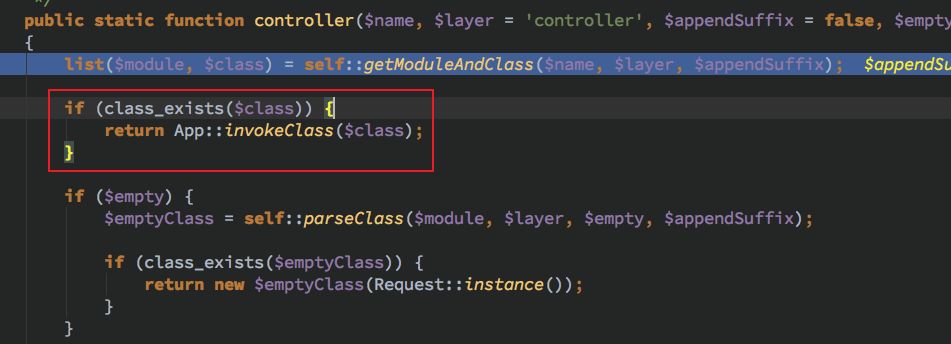 */
public static function controller($name, $layer = 'controller', $appendSuffix = false, $empty
{
list($module, $class) = self::getModuleAndClass($name, $layer, $appendSuffix); $appendSu
if (class_exists($class)) {
return App::invokeClass($class);
}
if ($empty) {
$emptyClass = self::parseClass($module, $layer, $empty, $appendSuffix);
if (class_exists($emptyClass)) {
return new $emptyClass(Request::instance());
}
}